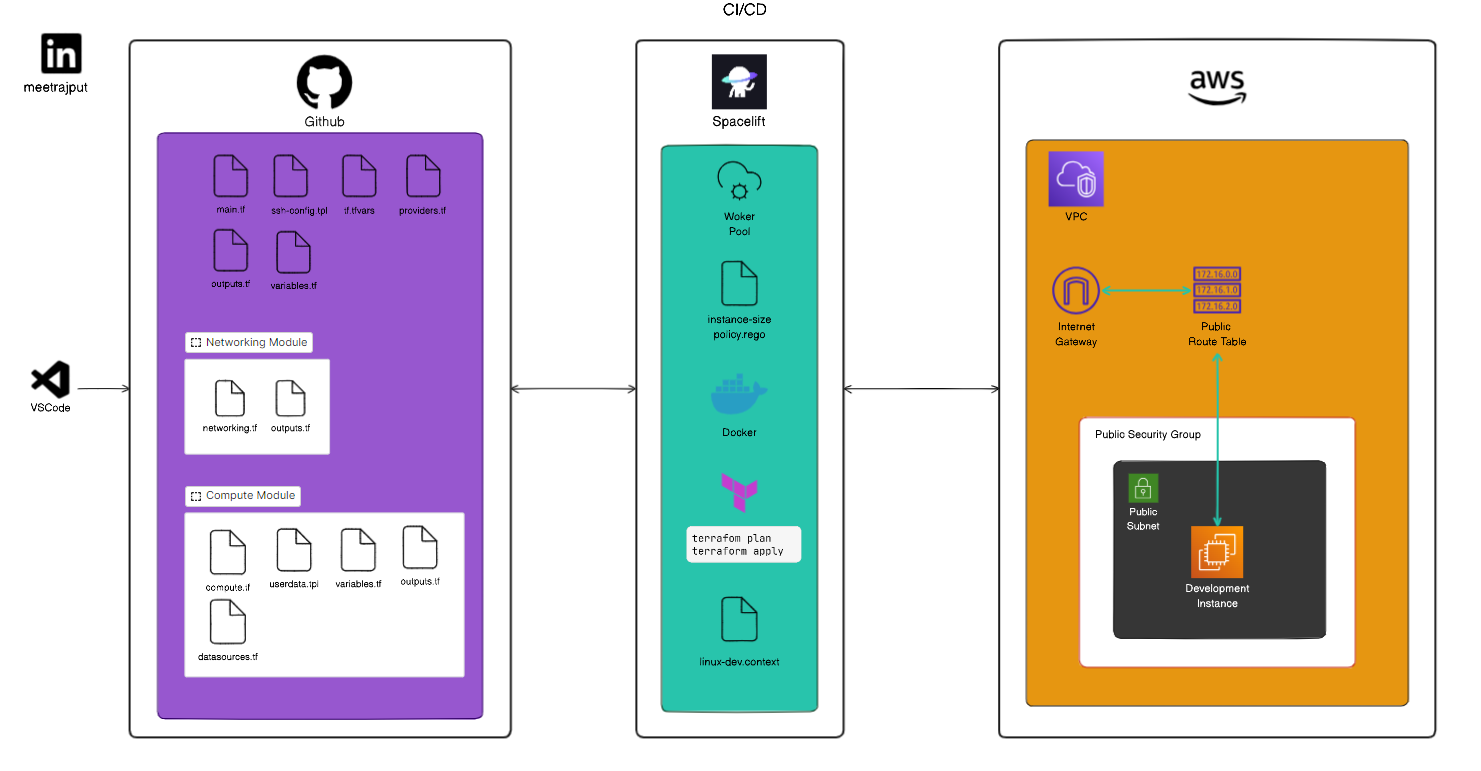 CI/CD
in
meetrajput
Github
main.tf
ssh-config.tpl
tf.tfvars
providers.tf
outputs.tf
variables.tf
Networking Module
networking.tf
outputs.tf
Compute Module
compute.tf
userdata.tpl
variables.tf
outputs.tf
datasources.tf
VSCode
Spacelift
Woker
Pool
instance-size
policy.rego
Docker
terrafom plan
terraform apply
linux-dev.context
aws
VPC
Internet
Gateway
172.16.0.0
172.16.1.0
172.16.2.0
Public
Route Table
Public Security Group
Public
Subnet
Development
Instance